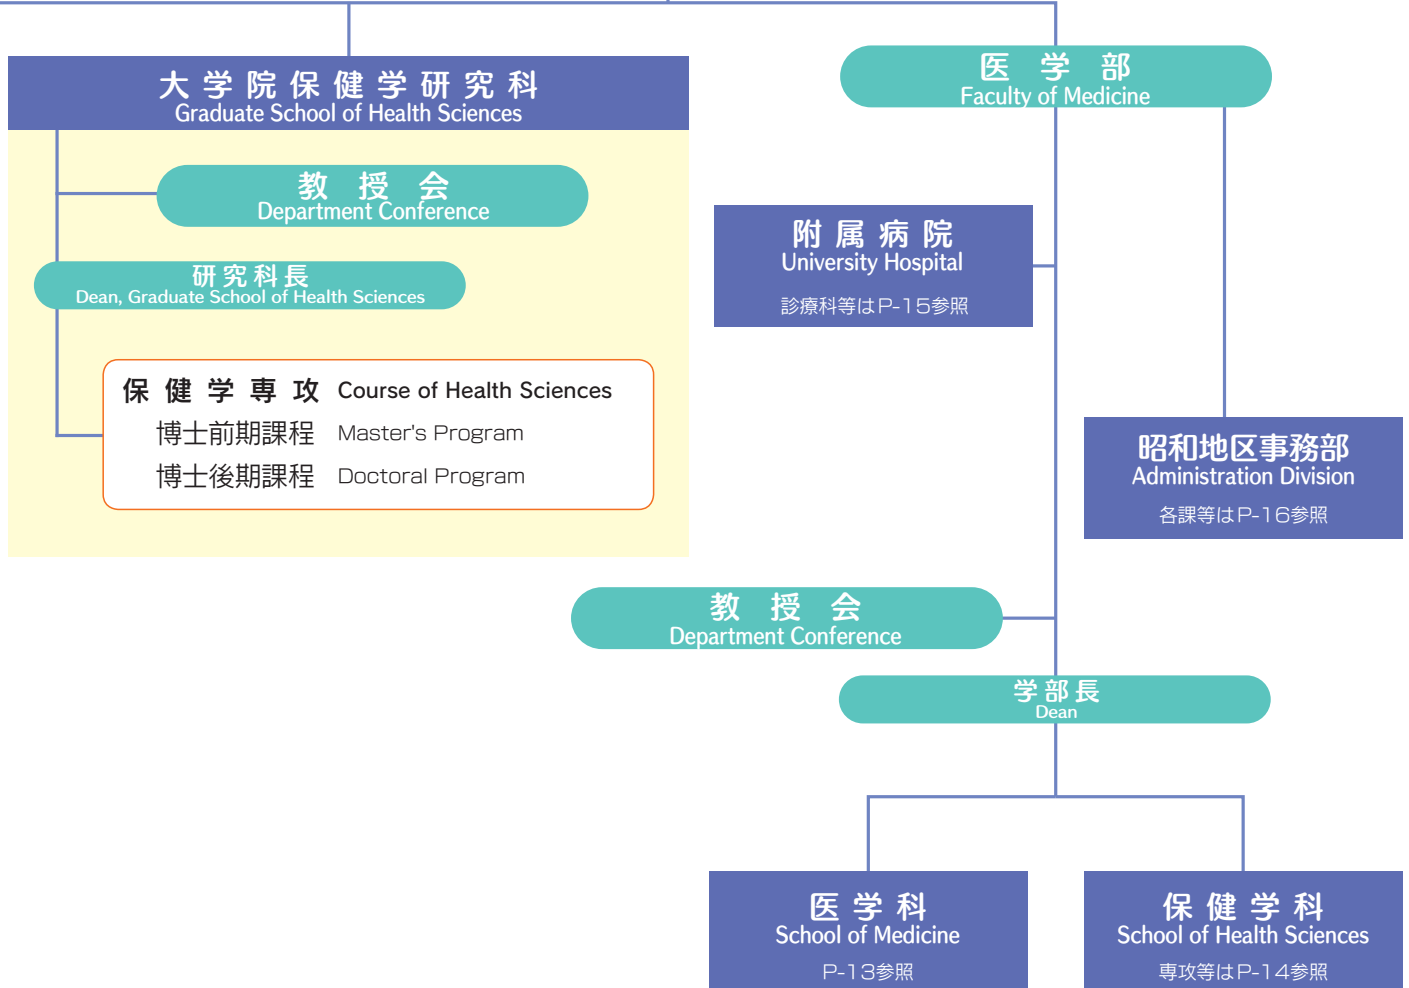 大学院保健学研究科
Graduate School of Health Sciences
教授会
Department Conference
研究科長
Dean, Graduate School of Health Sciences
保健学専攻 Course of Health Sciences
博士前期課程 Master's Program
博士後期課程 Doctoral Program
医学部
Faculty of Medicine
附属病院
University Hospital
診療科等はP-15参照
昭和地区事務部
Administration Division
各課等はP-16参照
教授会
Department Conference
学部長
Dean
医学科
School of Medicine
P-13参照
保健学科
School of Health Sciences
専攻等はP-14参照